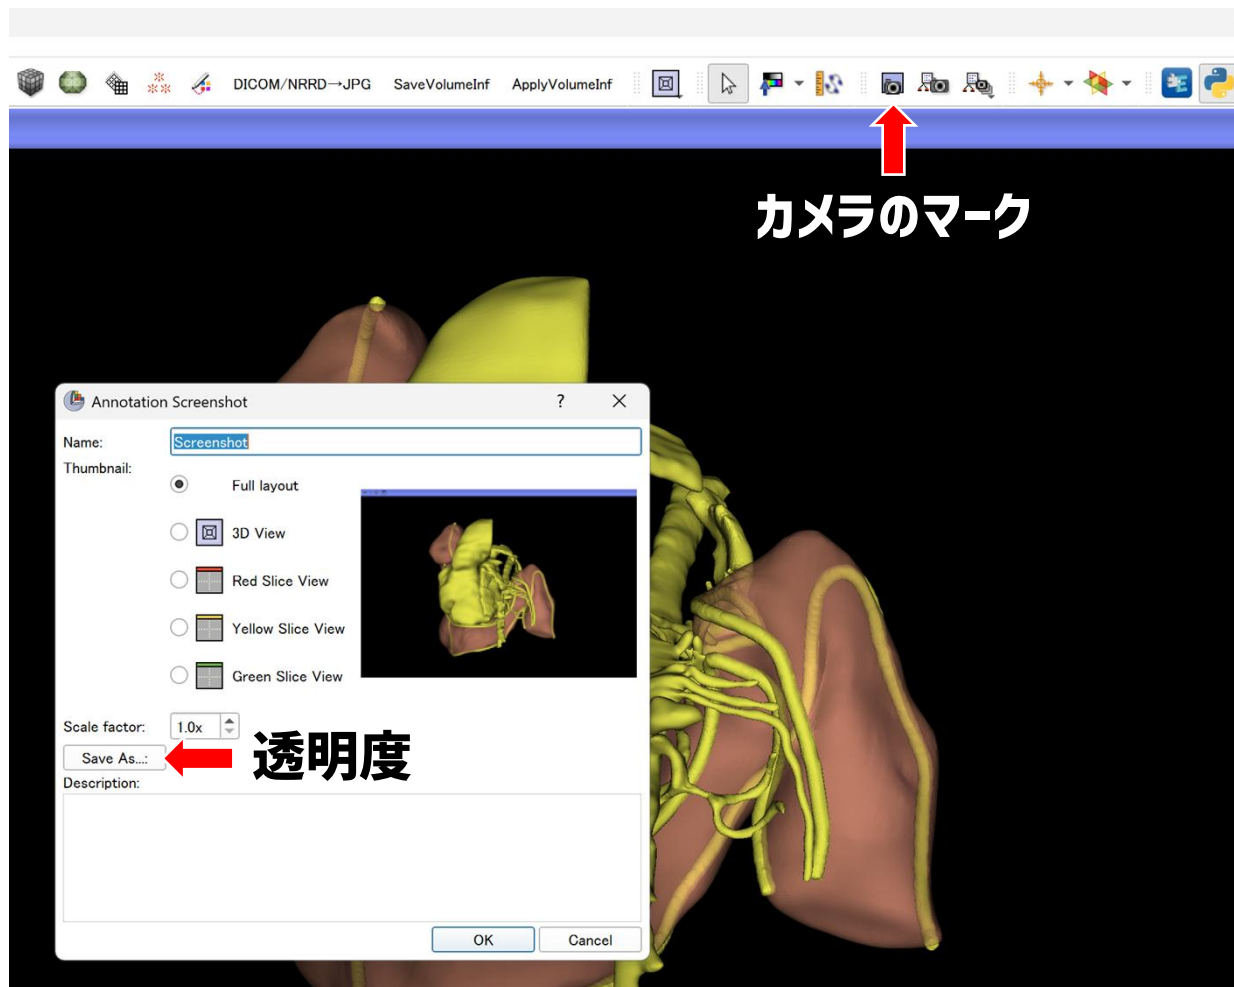 DICOM/NRRD→JPG SaveVolumeInf ApplyVolumeInf
カメラのマーク
Annotation Screenshot ? ×
Name: Screenshot
Thumbnail:
Full layout
3D View
Red Slice View
Yellow Slice View
Green Slice View
Scale factor: 1.0x
Save As...:
透明度
Description:
OK Cancel